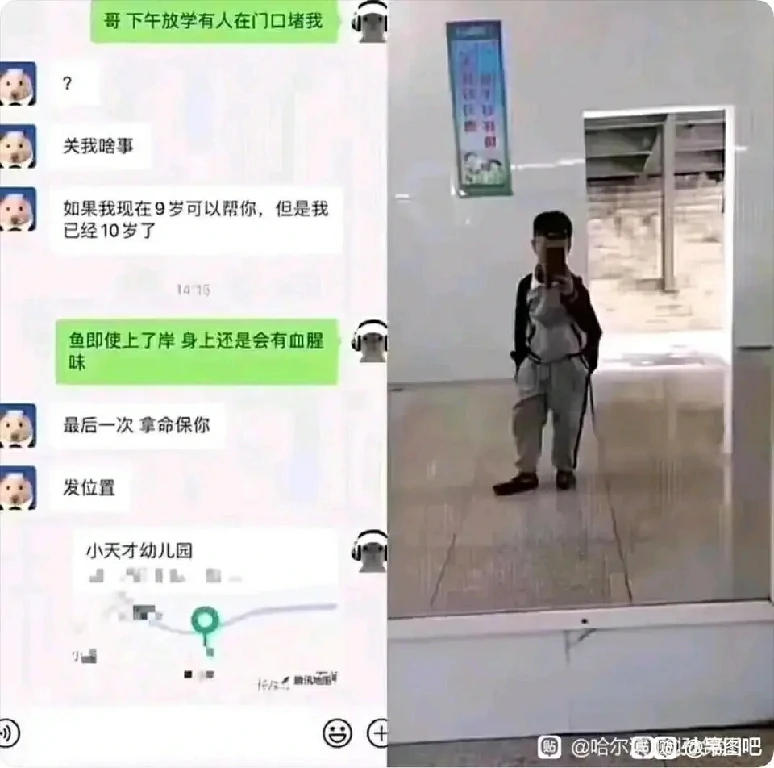 哥 下午放学有人在门口堵我
?
关我啥事
如果我现在9岁可以帮你，但是我
已经10岁了
14:15
鱼即使上了岸 身上还是会有血腥
味
最后一次 拿命保你
发位置
小天才幼儿园
腾讯地图
贴 @哈尔
图吧